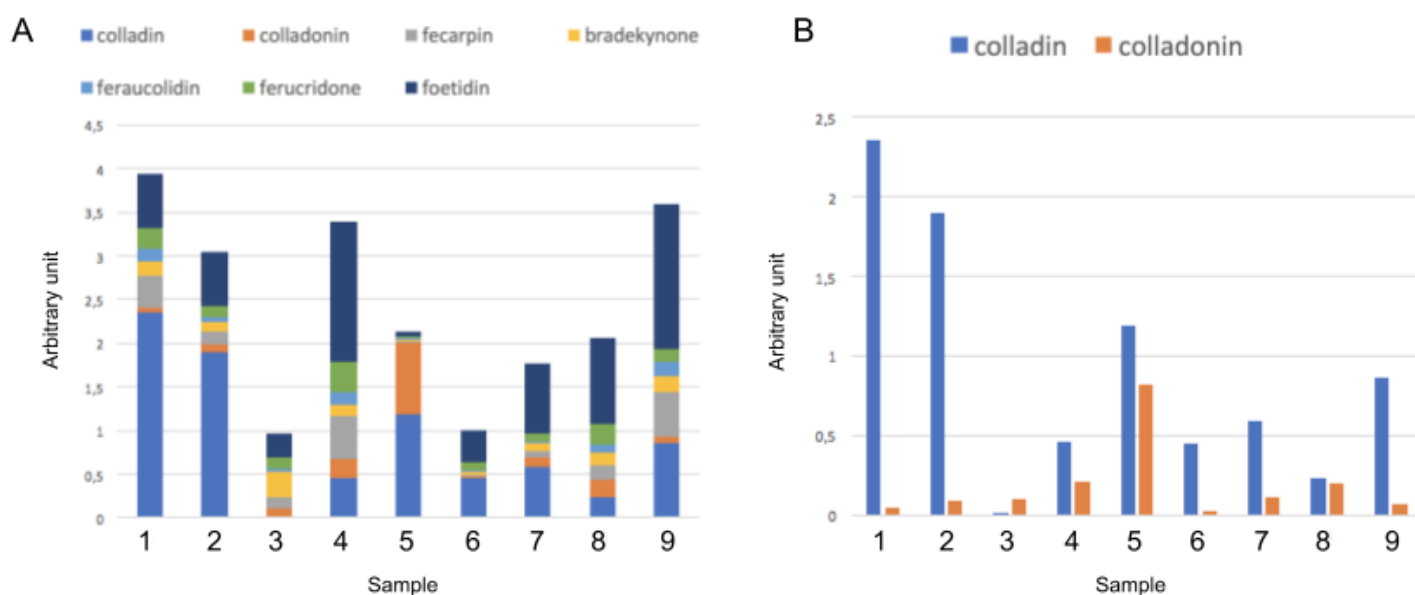 A
colladin colladonin fecarpin bradekynone
feraucolidin ferucridone foetidin
4,5
4
3,5
3
2,5
2
1,5
1
0,5
0
Arbitrary unit
1 2 3 4 5 6 7 8 9
Sample
B
colladin colladonin
2,5
2
1,5
1
0,5
0
Arbitrary unit
1 2 3 4 5 6 7 8 9
Sample